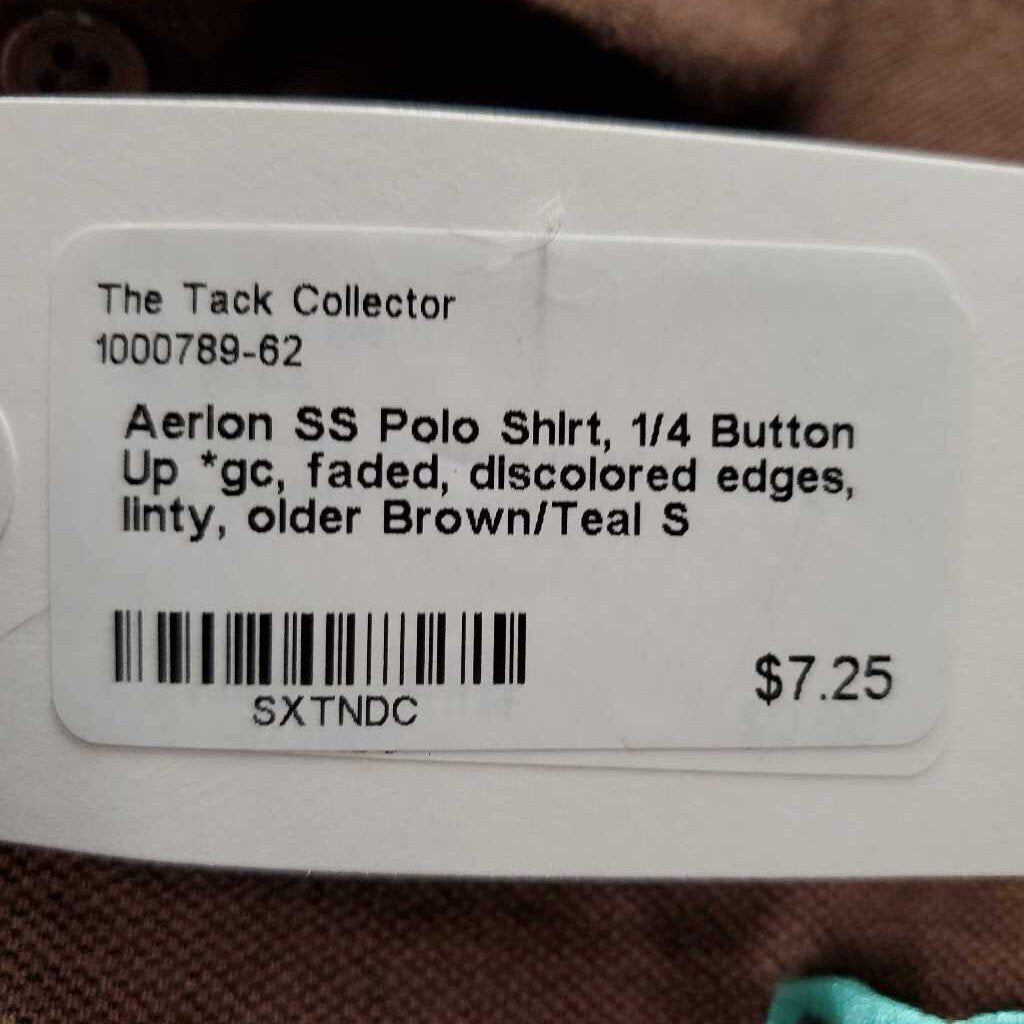 The Tack Collector
1000789-62
Aerion SS Polo Shirt, 1/4 Button
Up *gc, faded, discolored edges,
linty, older Brown/Teal S
SXTNDC
$7.25